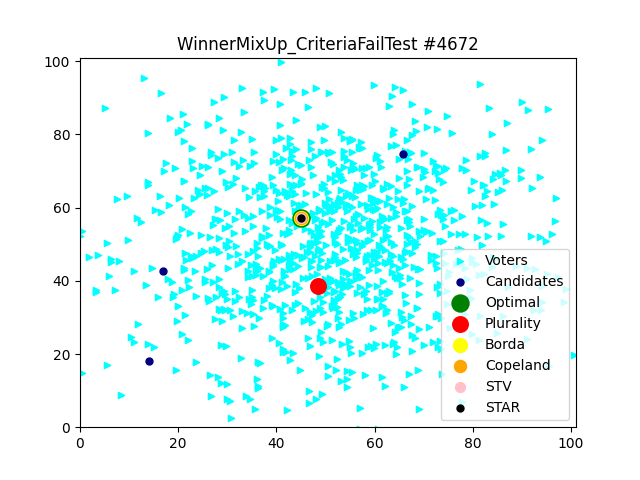 WinnerMixUp_CriteriaFailTest #4672
100
80
60
40
20
0
0
20
40
60
80
100
Voters
Candidates
Optimal
Plurality
Borda
Copeland
STV
STAR